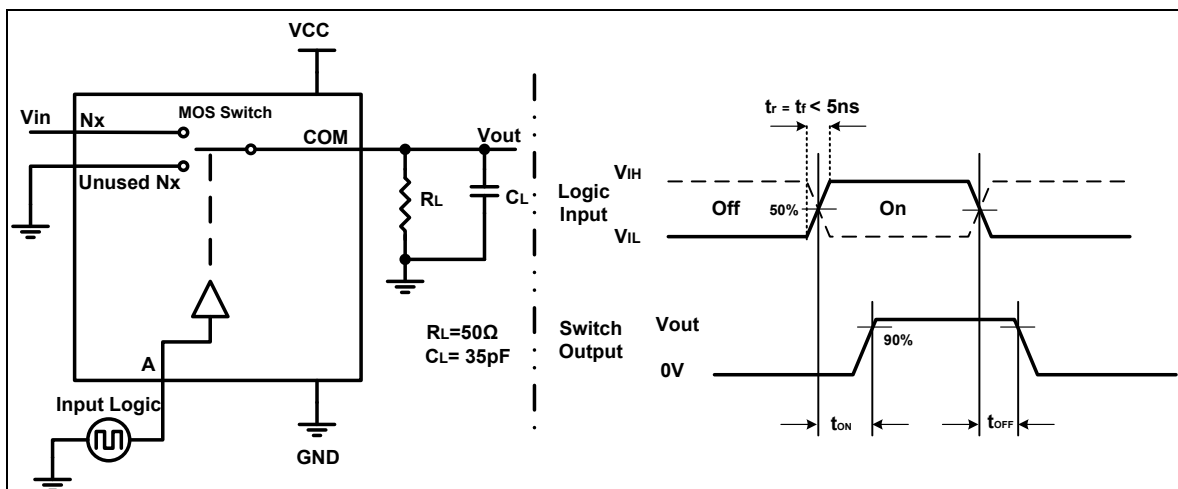 VCC
Vin
Nx
MOS Switch
COM
Vout
Unused Nx
RL
CL
A
Input Logic
GND
RL=50Ω
CL= 35pF
tr = tf < 5ns
Logic
Input
VIH
VIL
50%
Off
On
Switch
Output
Vout
0V
90%
tON
tOFF